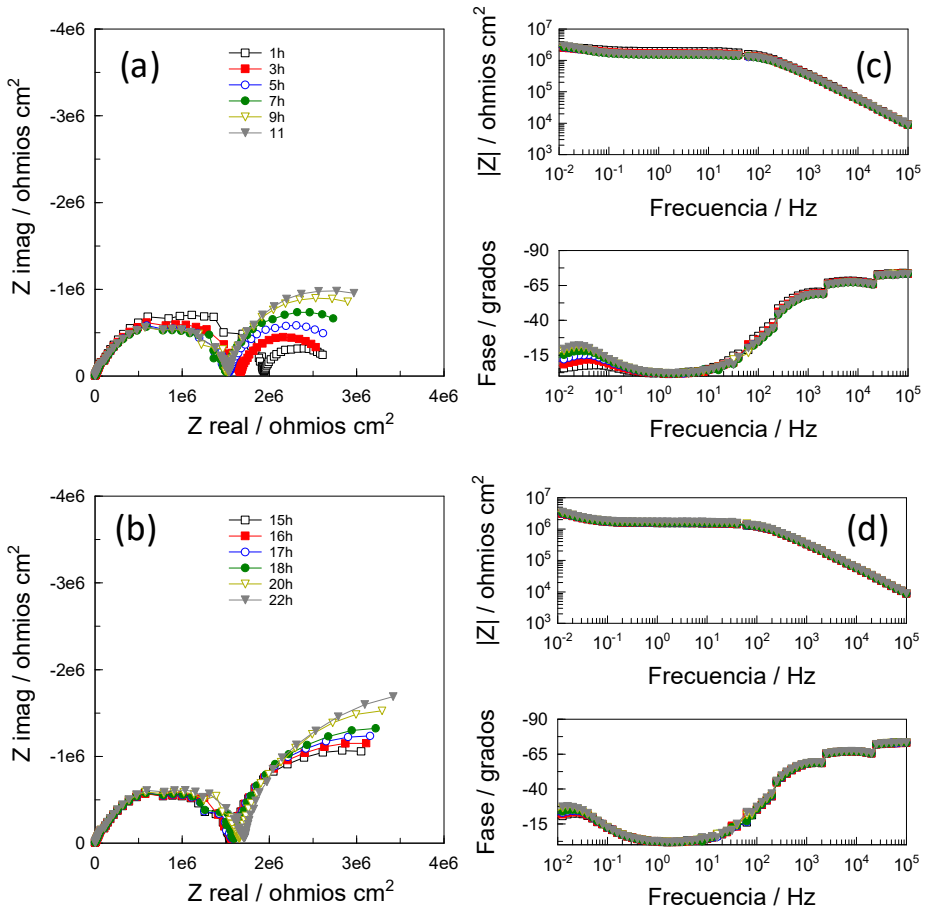 (a)
-4e6
-3e6
-2e6
-1e6
0
Z imag / ohmios cm2
1h
3h
5h
7h
9h
11
0 1e6 2e6 3e6 4e6
Z real / ohmios cm2
(c)
|Z| / ohmios cm2
10^7
10^6
10^5
10^4
10^3
10^-2 10^-1 10^0 10^1 10^2 10^3 10^4 10^5
Frecuencia / Hz
Fase / grados
-90
-65
-40
-15
10^-2 10^-1 10^0 10^1 10^2 10^3 10^4 10^5
Frecuencia / Hz
(b)
-4e6
-3e6
-2e6
-1e6
0
Z imag / ohmios cm2
15h
16h
17h
18h
20h
22h
0 1e6 2e6 3e6 4e6
Z real / ohmios cm2
(d)
|Z| / ohmios cm2
10^7
10^6
10^5
10^4
10^3
10^-2 10^-1 10^0 10^1 10^2 10^3 10^4 10^5
Frecuencia / Hz
Fase / grados
-90
-65
-40
-15
10^-2 10^-1 10^0 10^1 10^2 10^3 10^4 10^5
Frecuencia / Hz